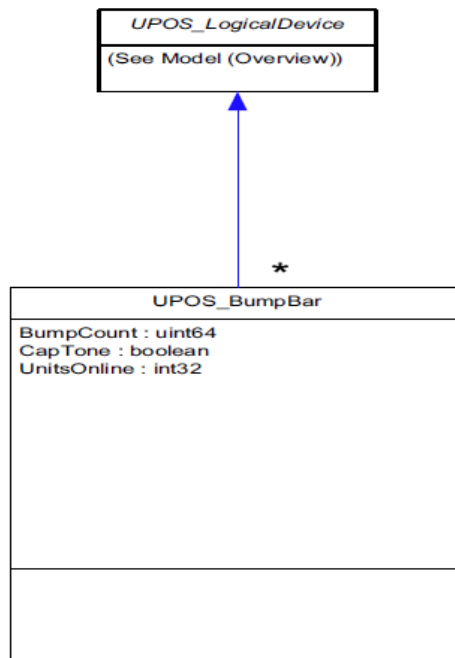 UPOS_LogicalDevice
(See Model (Overview))
*
UPOS_BumpBar
BumpCount : uint64
CapTone : boolean
UnitsOnline : int32